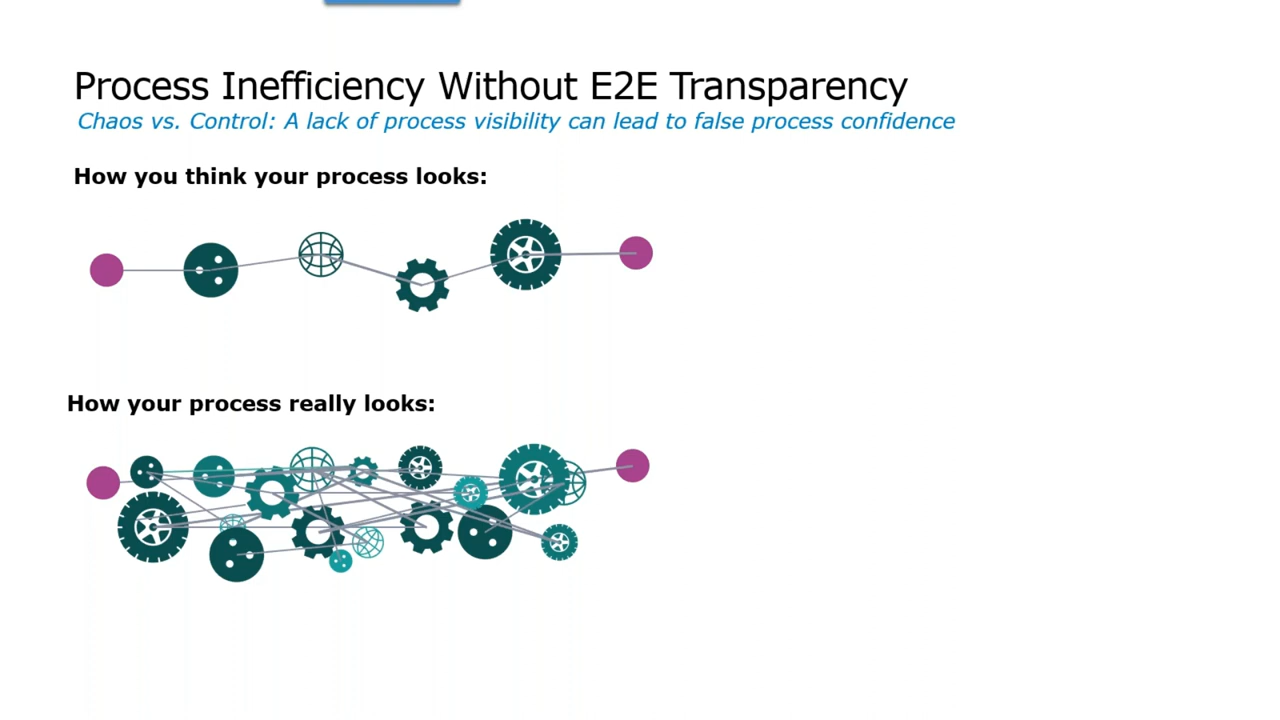 Process Inefficiency Without E2E Transparency
Chaos vs. Control: A lack of process visibility can lead to false process confidence
How you think your process looks:
How your process really looks: